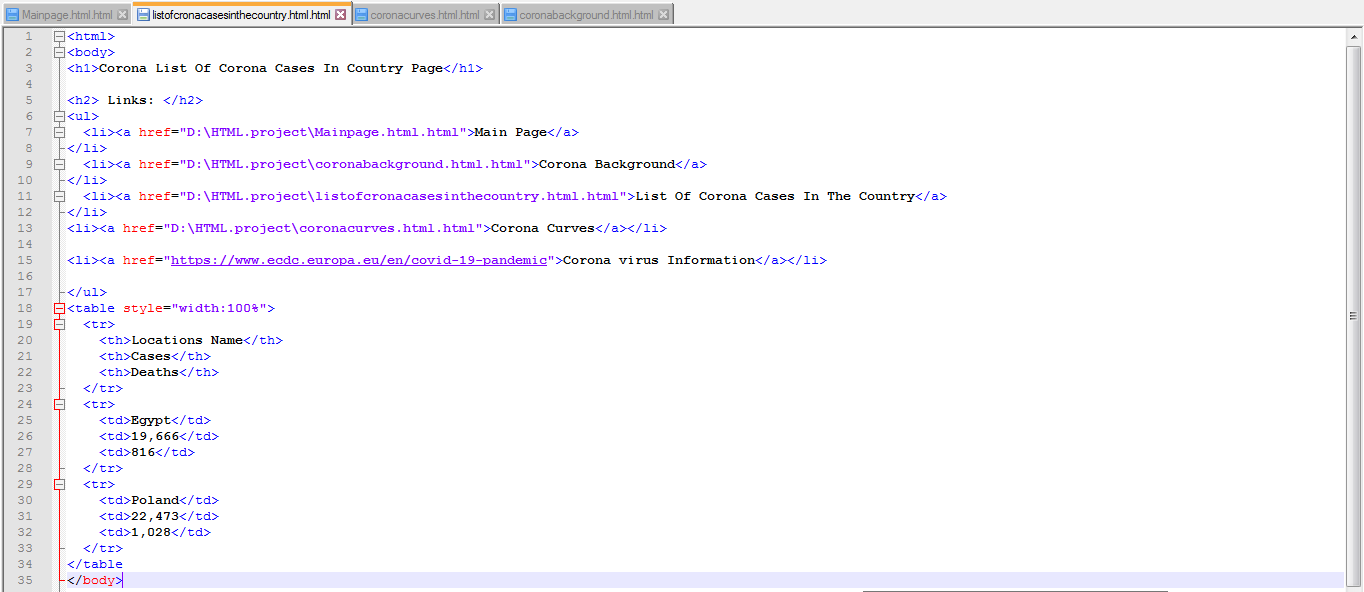 Mainpage.html.html listofcronacasesinthecountry.html.html coronacurves.html.html coronabackground.html.html
1 <html>
2 <body>
3 <h1>Corona List Of Corona Cases In Country Page</h1>
4
5 <h2> Links: </h2>
6 <ul>
7 <li><a href="D:\HTML.project\Mainpage.html.html">Main Page</a>
8 </li>
9 <li><a href="D:\HTML.project\coronabackground.html.html">Corona Background</a>
10 </li>
11 <li><a href="D:\HTML.project\listofcronacasesinthecountry.html.html">List Of Corona Cases In The Country</a>
12 </li>
13 <li><a href="D:\HTML.project\coronacurves.html.html">Corona Curves</a></li>
14
15 <li><a href="https://www.ecdc.europa.eu/en/covid-19-pandemic">Corona virus Information</a></li>
16
17 </ul>
18 <table style="width:100%">
19 <tr>
20 <th>Locations Name</th>
21 <th>Cases</th>
22 <th>Deaths</th>
23 </tr>
24 <tr>
25 <td>Egypt</td>
26 <td>19,666</td>
27 <td>816</td>
28 </tr>
29 <tr>
30 <td>Poland</td>
31 <td>22,473</td>
32 <td>1,028</td>
33 </tr>
34 </table
35 </body>